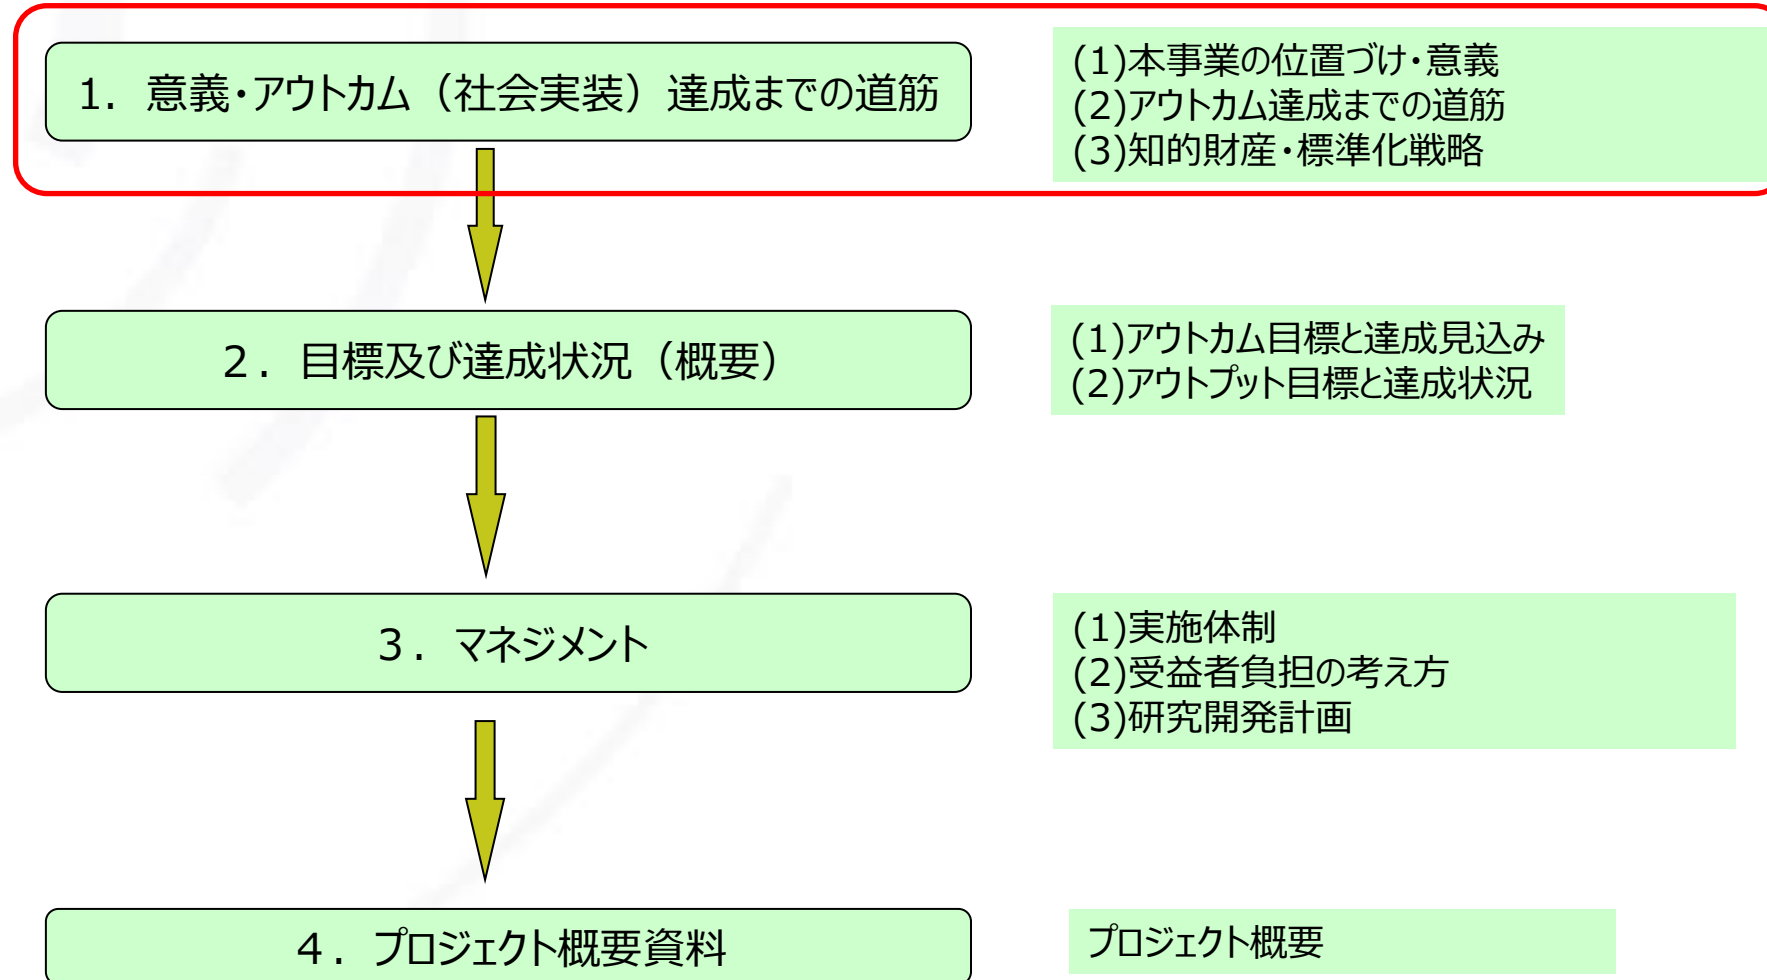 1. 意義・アウトカム（社会実装）達成までの道筋
(1)本事業の位置づけ・意義
(2)アウトカム達成までの道筋
(3)知的財産・標準化戦略
２．目標及び達成状況（概要）
(1)アウトカム目標と達成見込み
(2)アウトプット目標と達成状況
３．マネジメント
(1)実施体制
(2)受益者負担の考え方
(3)研究開発計画
４．プロジェクト概要資料
プロジェクト概要